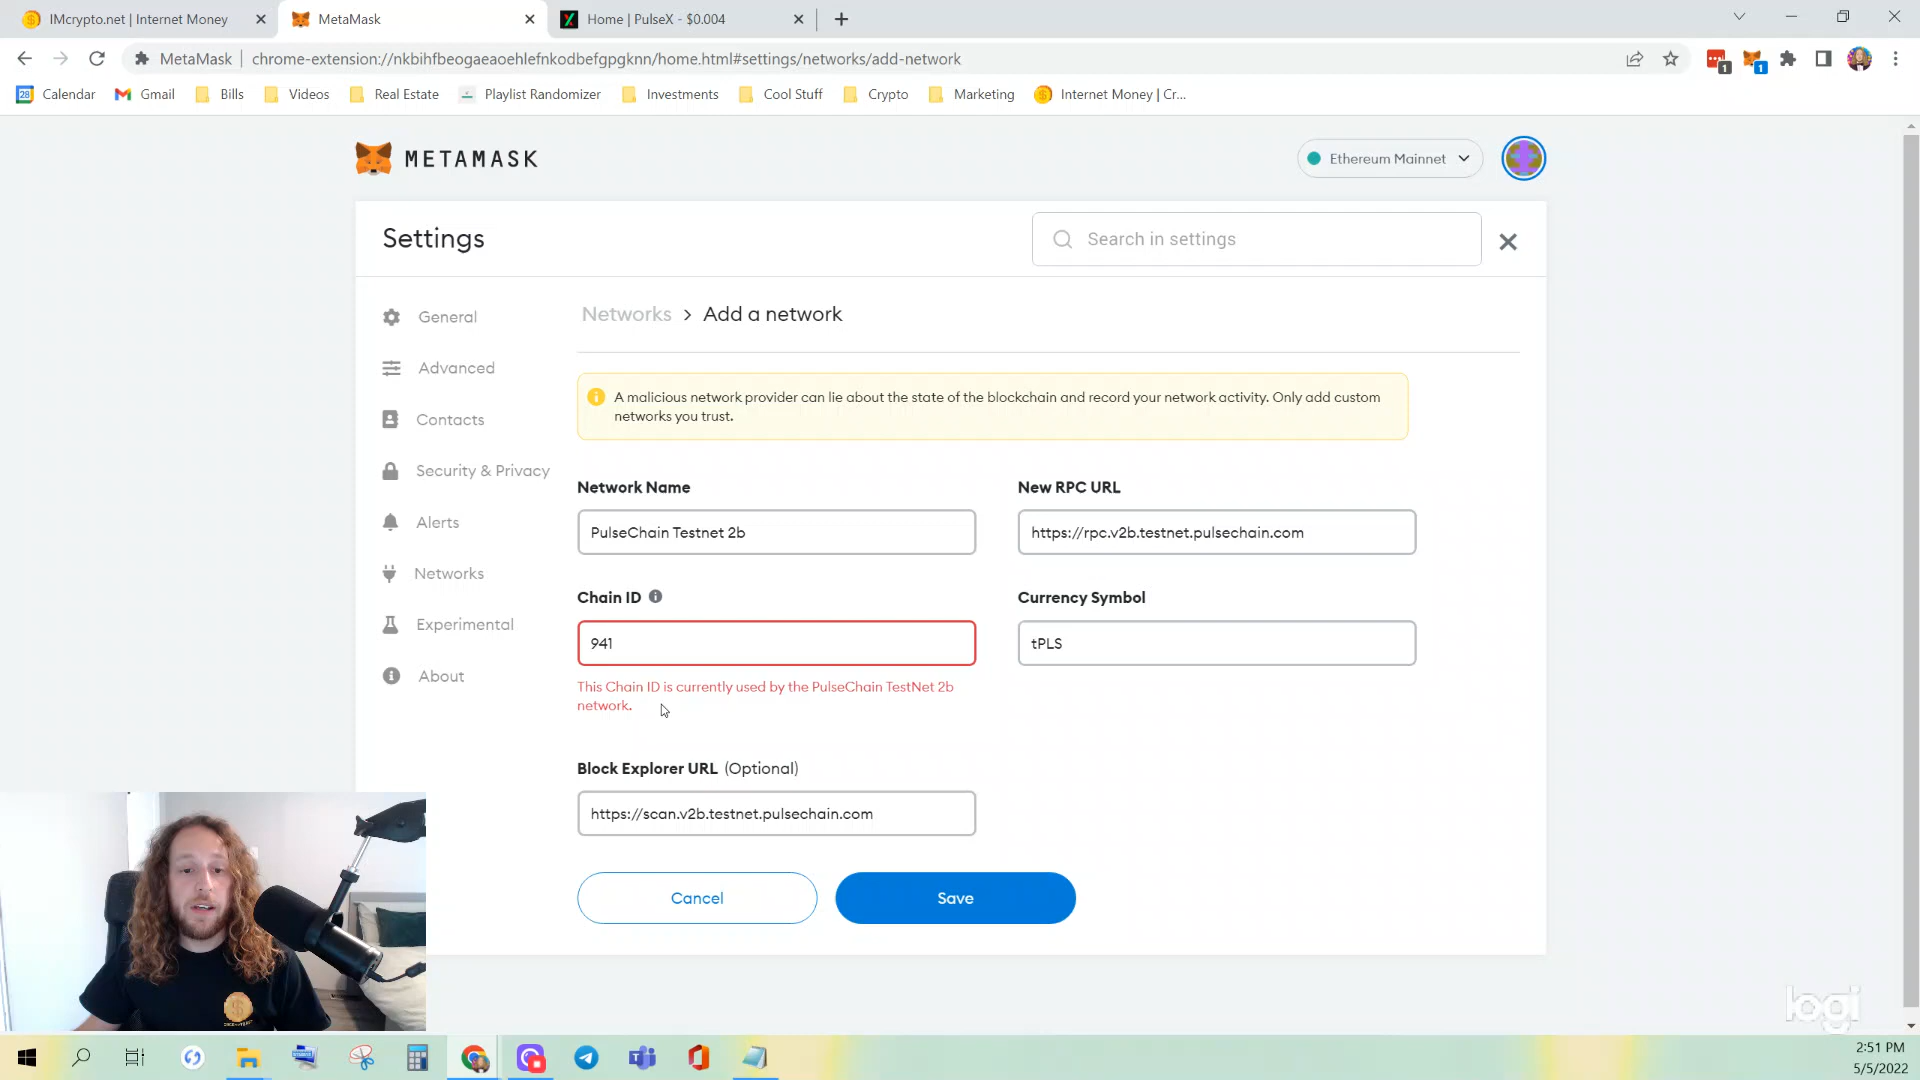 IMcrypto.net | Internet Money
MetaMask
Home | PulseX - $0.004
MetaMask
chrome-extension://nkbihfbeogaeaoehlefnkodbefgpgknn/home.html#settings/networks/add-network
1
1
28
Calendar
Gmail
Bills
Videos
Real Estate
Playlist Randomizer
Investments
Cool Stuff
Crypto
Marketing
Internet Money | Cr...
METAMASK
Ethereum Mainnet
Settings
Search in settings
General
Advanced
Contacts
Security & Privacy
Alerts
Networks
Experimental
About
Networks > Add a network
A malicious network provider can lie about the state of the blockchain and record your network activity. Only add custom
networks you trust.
Network Name
PulseChain Testnet 2b
New RPC URL
https://rpc.v2b.testnet.pulsechain.com
Chain ID
941
This Chain ID is currently used by the PulseChain TestNet 2b
network.
Currency Symbol
tPLS
Block Explorer URL (Optional)
https://scan.v2b.testnet.pulsechain.com
Cancel
Save
logi
2:51 PM
5/5/2022